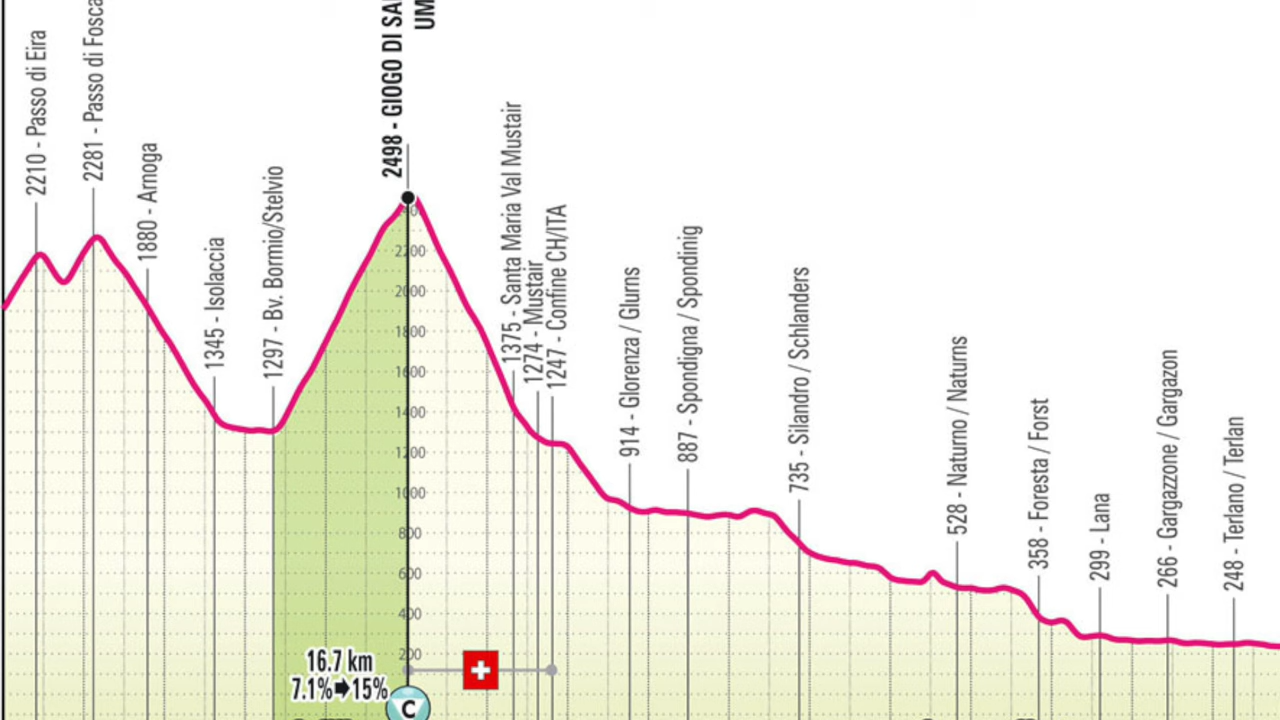 2210 - Passo di Eira
2281 - Passo di
1880 - Arnoga
1345 - Isolaccia
1297 - Bv. Bormio/Stelvio
2498 - GIOGO DI
1375 - Santa Maria Val Mustair
1274 - Mustair
1247 - Confine CH/ITA
914 - Glorenza / Glurns
887 - Spondigna / Spondinig
735 - Silandro / Schlanders
528 - Naturno / Naturns
358 - Foresta / Forst
299 - Lana
266 - Gargazzone / Gargazon
248 - Terlano / Terlan
2200
2000
1800
1600
1400
1200
1000
800
600
400
200
16.7 km
7.1%➡15%
C